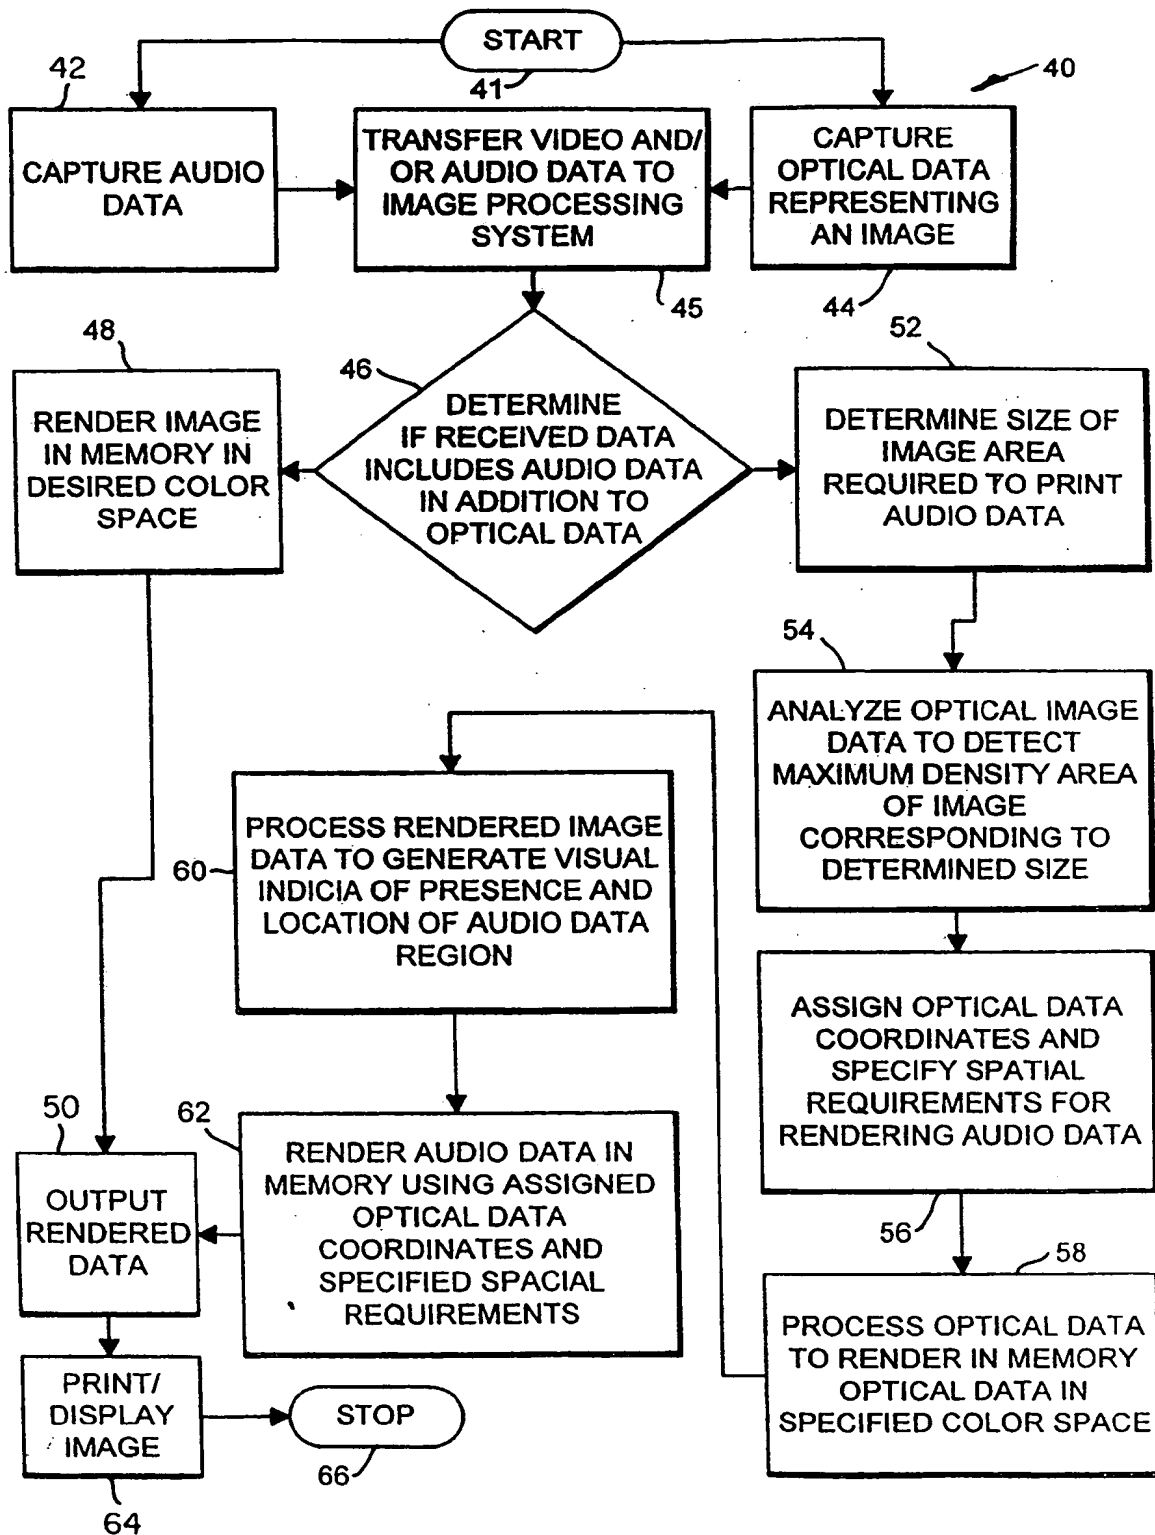 START
41
40
42
CAPTURE AUDIO
DATA
TRANSFER VIDEO AND/
OR AUDIO DATA TO
IMAGE PROCESSING
SYSTEM
45
CAPTURE
OPTICAL DATA
REPRESENTING
AN IMAGE
44
46
DETERMINE
IF RECEIVED DATA
INCLUDES AUDIO DATA
IN ADDITION TO
OPTICAL DATA
48
RENDER IMAGE
IN MEMORY IN
DESIRED COLOR
SPACE
52
DETERMINE SIZE OF
IMAGE AREA
REQUIRED TO PRINT
AUDIO DATA
54
ANALYZE OPTICAL IMAGE
DATA TO DETECT
MAXIMUM DENSITY AREA
OF IMAGE
CORRESPONDING TO
DETERMINED SIZE
ASSIGN OPTICAL DATA
COORDINATES AND
SPECIFY SPATIAL
REQUIREMENTS FOR
RENDERING AUDIO DATA
56
58
PROCESS OPTICAL DATA
TO RENDER IN MEMORY
OPTICAL DATA IN
SPECIFIED COLOR SPACE
60
PROCESS RENDERED IMAGE
DATA TO GENERATE VISUAL
INDICIA OF PRESENCE AND
LOCATION OF AUDIO DATA
REGION
62
RENDER AUDIO DATA IN
MEMORY USING ASSIGNED
OPTICAL DATA
COORDINATES AND
SPECIFIED SPACIAL
REQUIREMENTS
50
OUTPUT
RENDERED
DATA
PRINT/
DISPLAY
IMAGE
64
STOP
66